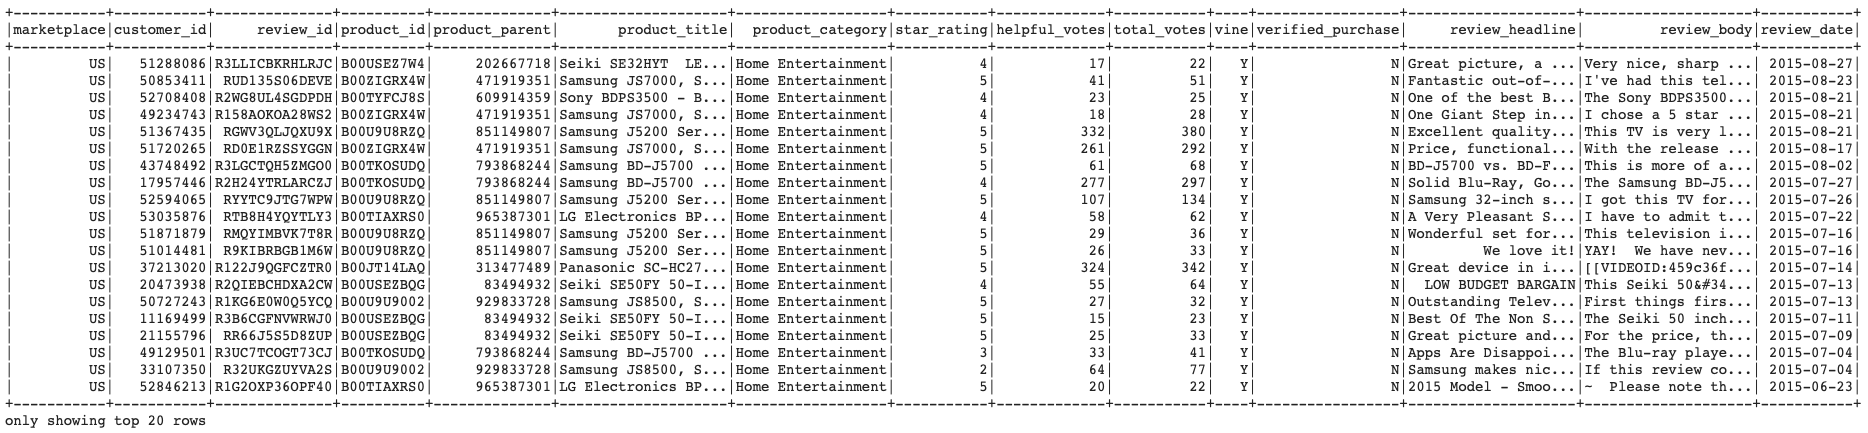 +-----------+-----------+--------------+----------+--------------+--------------------+------------------+-----------+-------------+-----------+----+-----------------+--------------------+--------------------+-----------+
|marketplace|customer_id|     review_id|product_id|product_parent|       product_title|  product_category|star_rating|helpful_votes|total_votes|vine|verified_purchase|     review_headline|         review_body|review_date|
+-----------+-----------+--------------+----------+--------------+--------------------+------------------+-----------+-------------+-----------+----+-----------------+--------------------+--------------------+-----------+
|         US|   51288086|R3LLICBKRHLRJC|B00USEZ7W4|     202667718|Seiki SE32HYT  LE...|Home Entertainment|          4|           17|         22|   Y|                N|Great picture, a ...|Very nice, sharp ...| 2015-08-27|
|         US|   50853411| RUD135S06DEVE|B00ZIGRX4W|     471919351|Samsung JS7000, S...|Home Entertainment|          5|           41|         51|   Y|                N|Fantastic out-of-...|I've had this tel...| 2015-08-23|
|         US|   52708408|R2WG8UL4SGDPDH|B00TYFCJ8S|     609914359|Sony BDPS3500 - B...|Home Entertainment|          4|           23|         25|   Y|                N|One of the best B...|The Sony BDPS3500...| 2015-08-21|
|         US|   49234743|R158AOKOA28WS2|B00ZIGRX4W|     471919351|Samsung JS7000, S...|Home Entertainment|          4|           18|         28|   Y|                N|One Giant Step in...|I chose a 5 star ...| 2015-08-21|
|         US|   51367435| RGWV3QLJQXU9X|B00U9U8RZQ|     851149807|Samsung J5200 Ser...|Home Entertainment|          5|          332|        380|   Y|                N|Excellent quality...|This TV is very l...| 2015-08-21|
|         US|   51720265| RD0E1RZSSYGGN|B00ZIGRX4W|     471919351|Samsung JS7000, S...|Home Entertainment|          5|          261|        292|   Y|                N|Price, functional...|With the release ...| 2015-08-17|
|         US|   43748492|R3LGCTQH5ZMGO0|B00TKOSUDQ|     793868244|Samsung BD-J5700 ...|Home Entertainment|          5|           61|         68|   Y|                N|BD-J5700 vs. BD-F...|This is more of a...| 2015-08-02|
|         US|   17957446|R2H24YTRLARCZJ|B00TKOSUDQ|     793868244|Samsung BD-J5700 ...|Home Entertainment|          4|          277|        297|   Y|                N|Solid Blu-Ray, Go...|The Samsung BD-J5...| 2015-07-27|
|         US|   52594065| RYYTC9JTG7WPW|B00U9U8RZQ|     851149807|Samsung J5200 Ser...|Home Entertainment|          5|          107|        134|   Y|                N|Samsung 32-inch s...|I got this TV for...| 2015-07-26|
|         US|   53035876| RTB8H4YQYTLY3|B00TIAXRS0|     965387301|LG Electronics BP...|Home Entertainment|          4|           58|         62|   Y|                N|A Very Pleasant S...|I have to admit t...| 2015-07-22|
|         US|   51871879| RMQYIMBVK7T8R|B00U9U8RZQ|     851149807|Samsung J5200 Ser...|Home Entertainment|          5|           29|         36|   Y|                N|Wonderful set for...|This television i...| 2015-07-16|
|         US|   51014481| R9KIBRBGB1M6W|B00U9U8RZQ|     851149807|Samsung J5200 Ser...|Home Entertainment|          5|           26|         33|   Y|                N|         We love it!|YAY!  We have nev...| 2015-07-16|
|         US|   37213020|R122J9QGFCZTR0|B00JT14LAQ|     313477489|Panasonic SC-HC27...|Home Entertainment|          5|          324|        342|   Y|                N|Great device in i...|[[VIDEOID:459c36f...| 2015-07-14|
|         US|   20473938|R2QIEBCHDXA2CW|B00USEZBQG|      83494932|Seiki SE50FY 50-I...|Home Entertainment|          4|           55|         64|   Y|                N|  LOW BUDGET BARGAIN|This Seiki 50&#34...| 2015-07-13|
|         US|   50727243|R1KG6E0W0Q5YCQ|B00U9U9002|     929833728|Samsung JS8500, S...|Home Entertainment|          5|           27|         32|   Y|                N|Outstanding Telev...|First things firs...| 2015-07-13|
|         US|   11169499|R3B6CGFNVWRWJ0|B00USEZBQG|      83494932|Seiki SE50FY 50-I...|Home Entertainment|          5|           15|         23|   Y|                N|Best Of The Non S...|The Seiki 50 inch...| 2015-07-11|
|         US|   21155796| RR66J5S5D8ZUP|B00USEZBQG|      83494932|Seiki SE50FY 50-I...|Home Entertainment|          5|           25|         33|   Y|                N|Great picture and...|For the price, th...| 2015-07-09|
|         US|   49129501|R3UC7TCOGT73CJ|B00TKOSUDQ|     793868244|Samsung BD-J5700 ...|Home Entertainment|          3|           33|         41|   Y|                N|Apps Are Disappoi...|The Blu-ray playe...| 2015-07-04|
|         US|   33107350| R32UKGZUYVA2S|B00U9U9002|     929833728|Samsung JS8500, S...|Home Entertainment|          2|           64|         77|   Y|                N|Samsung makes nic...|If this review co...| 2015-07-04|
|         US|   52846213|R1G2OXP36OPF40|B00TIAXRS0|     965387301|LG Electronics BP...|Home Entertainment|          5|           20|         22|   Y|                N|2015 Model - Smoo...|~  Please note th...| 2015-06-23|
+-----------+-----------+--------------+----------+--------------+--------------------+------------------+-----------+-------------+-----------+----+-----------------+--------------------+--------------------+-----------+
only showing top 20 rows